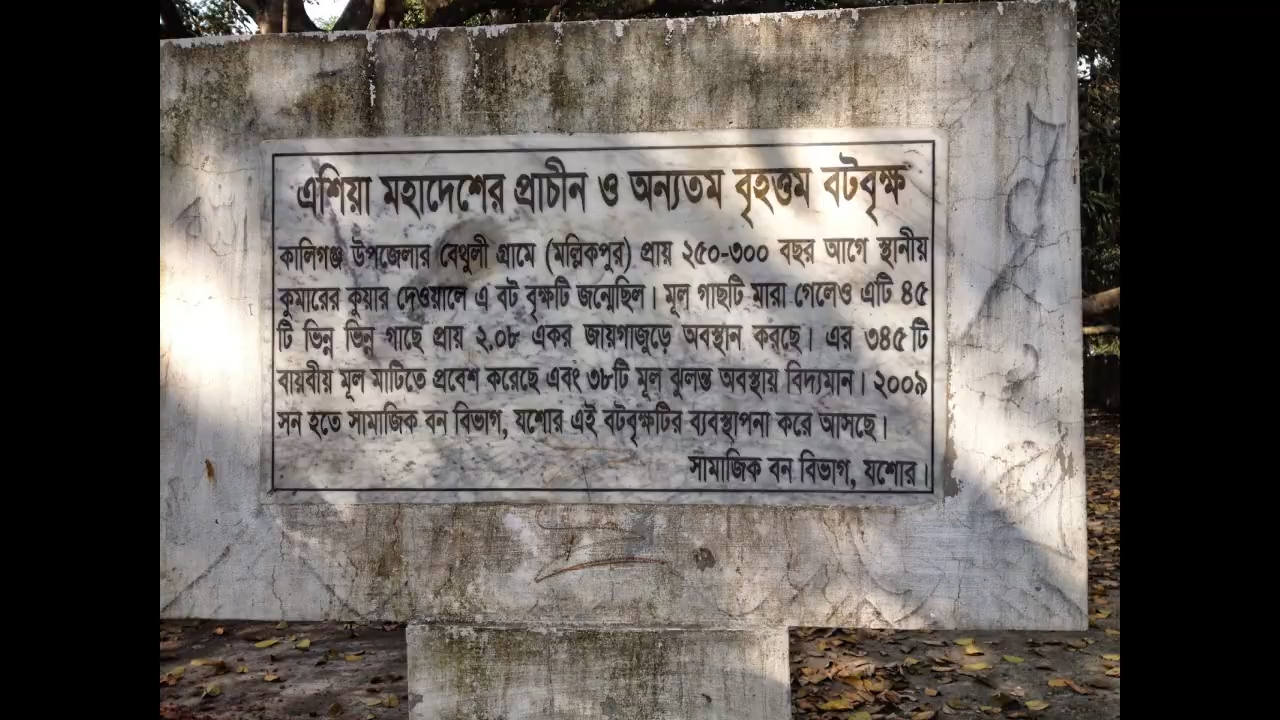 এশিয়া মহাদেশের প্রাচীন ও অন্যতম বৃহত্তম বটবৃক্ষ
কালিগঞ্জ উপজেলার বেথুলী গ্রামে (মল্লিকপুর) প্রায় ২৫০-৩০০ বছর আগে স্থানীয়
কুমারের কুয়ার দেওয়ালে এ বট বৃক্ষটি জন্মেছিল। মূল গাছটি মারা গেলেও এটি ৪৫
টি ভিন্ন ভিন্ন গাছে প্রায় ২.০৮ একর জায়গাজুড়ে অবস্থান করছে। এর ৩৪৫ টি
বায়বীয় মূল মাটিতে প্রবেশ করেছে এবং ৩৮টি মূল ঝুলন্ত অবস্থায় বিদ্যমান। ২০০৯
সন হতে সামাজিক বন বিভাগ, যশোর এই বটবৃক্ষটির ব্যবস্থাপনা করে আসছে।
সামাজিক বন বিভাগ, যশোর।